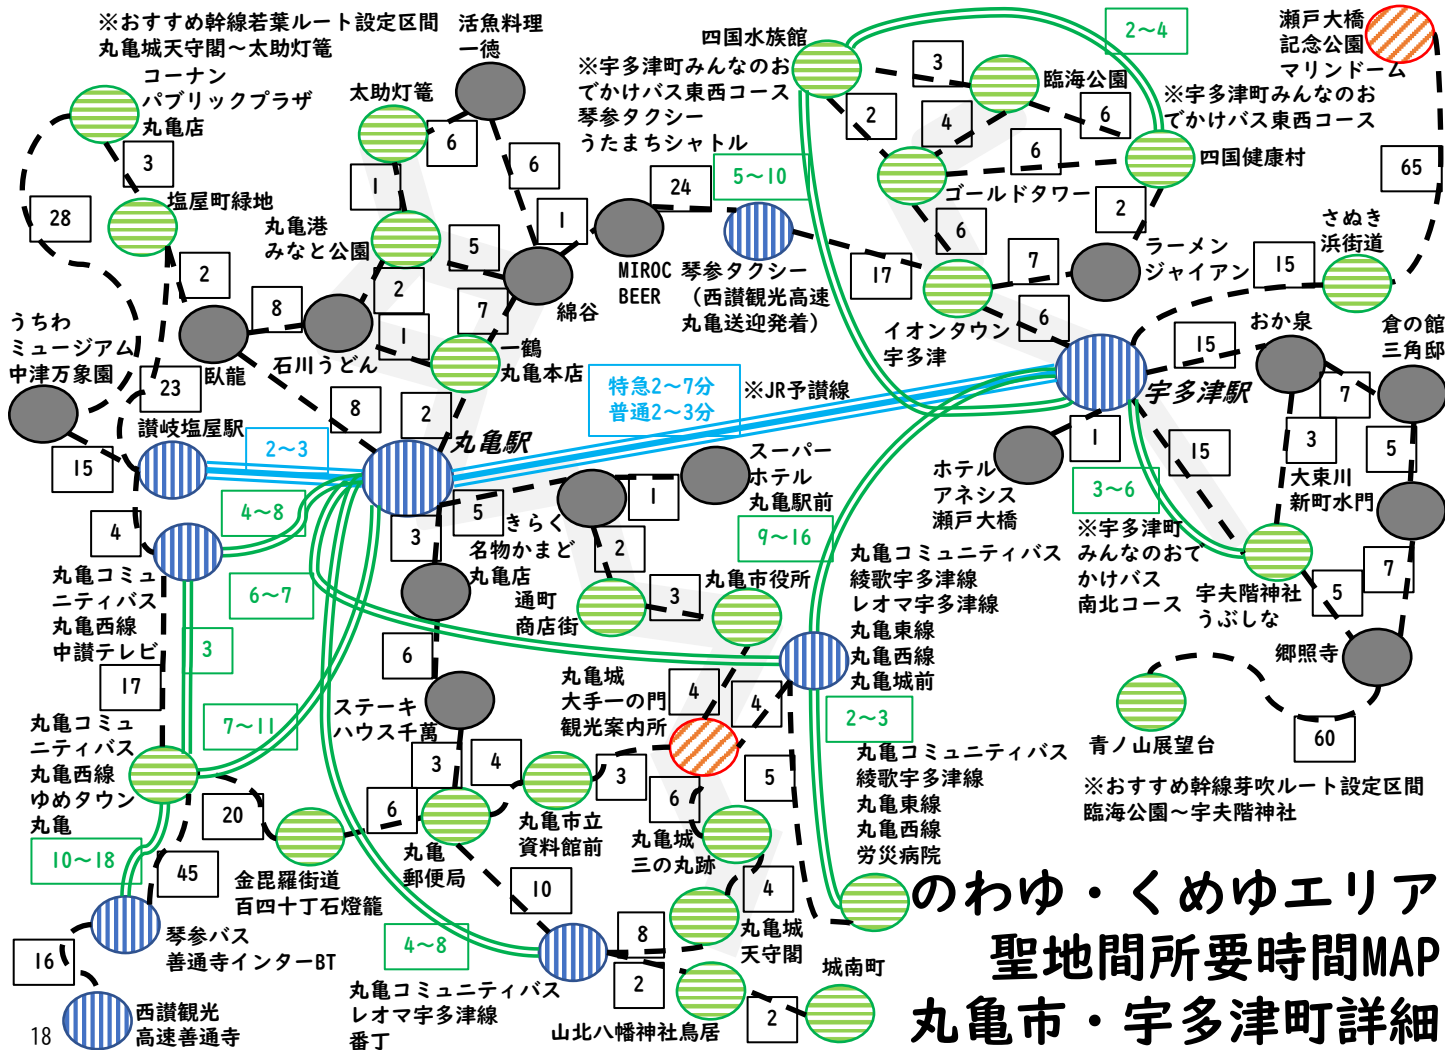 ※おすすめ幹線若葉ルート設定区間
丸亀城天守閣～太助灯篭
コーナン
パブリックプラザ
丸亀店
3
28
塩屋町緑地
2
うちわ
ミュージアム
中津万象園
23
8
臥龍
石川うどん
8
讃岐塩屋駅
15
2～3
活魚料理
一徳
太助灯篭
6
6
1
丸亀港
みなと公園
5
2
7
1
綿谷
1
一鶴
丸亀本店
2
丸亀駅
24
MIROC
BEER
5～10
琴参タクシー
（西讃観光高速
丸亀送迎発着）
17
四国水族館
※宇多津町みんなのお
でかけバス東西コース
琴参タクシー
うたまちシャトル
2～4
3
臨海公園
2
4
6
6
ゴールドタワー
6
四国健康村
※宇多津町みんなのお
でかけバス東西コース
2
ラーメン
ジャイアン
7
イオンタウン
宇多津
6
瀬戸大橋
記念公園
マリンドーム
65
さぬき
浜街道
15
宇多津駅
15
おか泉
倉の館
三角邸
7
3
5
大束川
新町水門
7
15
1
ホテル
アネシス
瀬戸大橋
3～6
※宇多津町
みんなのおで
かけバス
南北コース
宇夫階神社
うぶしな
5
郷照寺
60
青ノ山展望台
※おすすめ幹線芽吹ルート設定区間
臨海公園～宇夫階神社
特急2～7分
普通2～3分
※JR予讃線
スーパー
ホテル
丸亀駅前
1
5
きらく
名物かまど
丸亀店
3
2
通町
商店街
3
丸亀市役所
9～16
丸亀コミュニティバス
綾歌宇多津線
レオマ宇多津線
丸亀東線
丸亀西線
丸亀城前
4
4
丸亀城
大手一の門
観光案内所
2～3
5
丸亀コミュニティバス
綾歌宇多津線
丸亀東線
丸亀西線
労災病院
4～8
4
丸亀コミュ
ニティバス
丸亀西線
中讃テレビ
6～7
3
17
7～11
丸亀コミュ
ニティバス
丸亀西線
ゆめタウン
丸亀
10～18
45
20
金毘羅街道
百四十丁石燈籠
6
6
ステーキ
ハウス千萬
3
4
丸亀
郵便局
丸亀市立
資料館前
3
6
丸亀城
三の丸跡
4
丸亀城
天守閣
10
8
2
4～8
丸亀コミュニティバス
レオマ宇多津線
番丁
山北八幡神社鳥居
2
城南町
琴参バス
善通寺インターBT
16
西讃観光
高速善通寺
18
のわゆ・くめゆエリア
聖地間所要時間MAP
丸亀市・宇多津町詳細